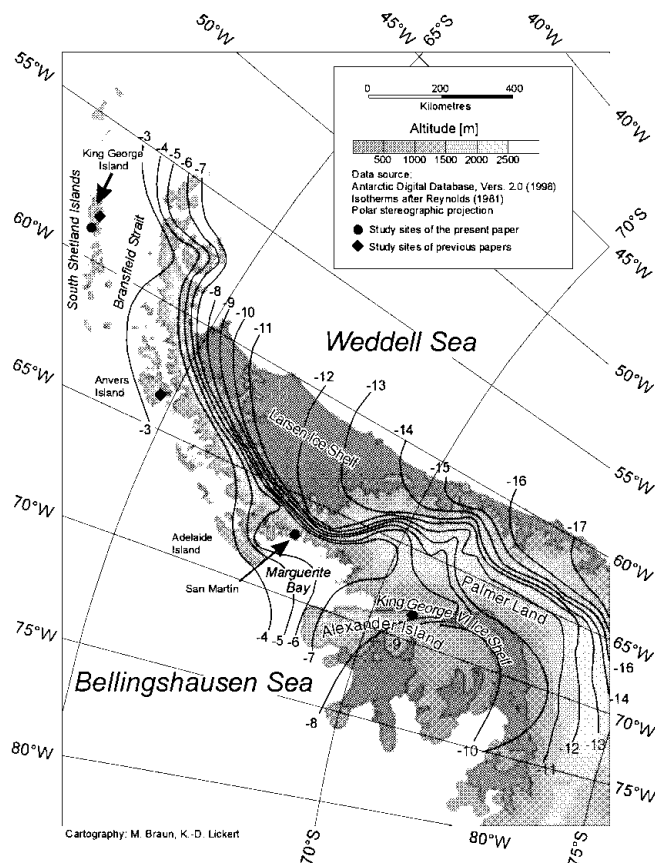 50°W
45°W
65°S
55°W
40°W
0 200 400
Kilometres
Altitude [m]
500 1000 1500 2000 2500
Data source:
Antarctic Digital Database, Vers. 2.0 (1998)
Isotherms after Reynolds (1981)
Polar stereographic projection
Study sites of the present paper
Study sites of previous papers
-3
-4
-5
-6
-7
King George
Island
60°W
South Shetland Islands
Bransfield Strait
70°S
45°W
-8
-9
-10
-11
Weddell Sea
50°W
65°W
Anvers
Island
-3
-12
-13
-14
Larsen Ice Shelf
-15
-16
-17
55°W
70°W
Adelaide
Island
San Martín
Marguerite
Bay
60°W
Palmer Land
King George VI Ice Shelf
Alexander Island
-9
-4
-5
-6
-7
65°W
-16
-14
75°W
Bellingshausen Sea
-8
-10
-11
-12
-13
70°W
80°W
75°W
Cartography: M. Braun, K.-D. Lickert
70°S
80°W
75°S